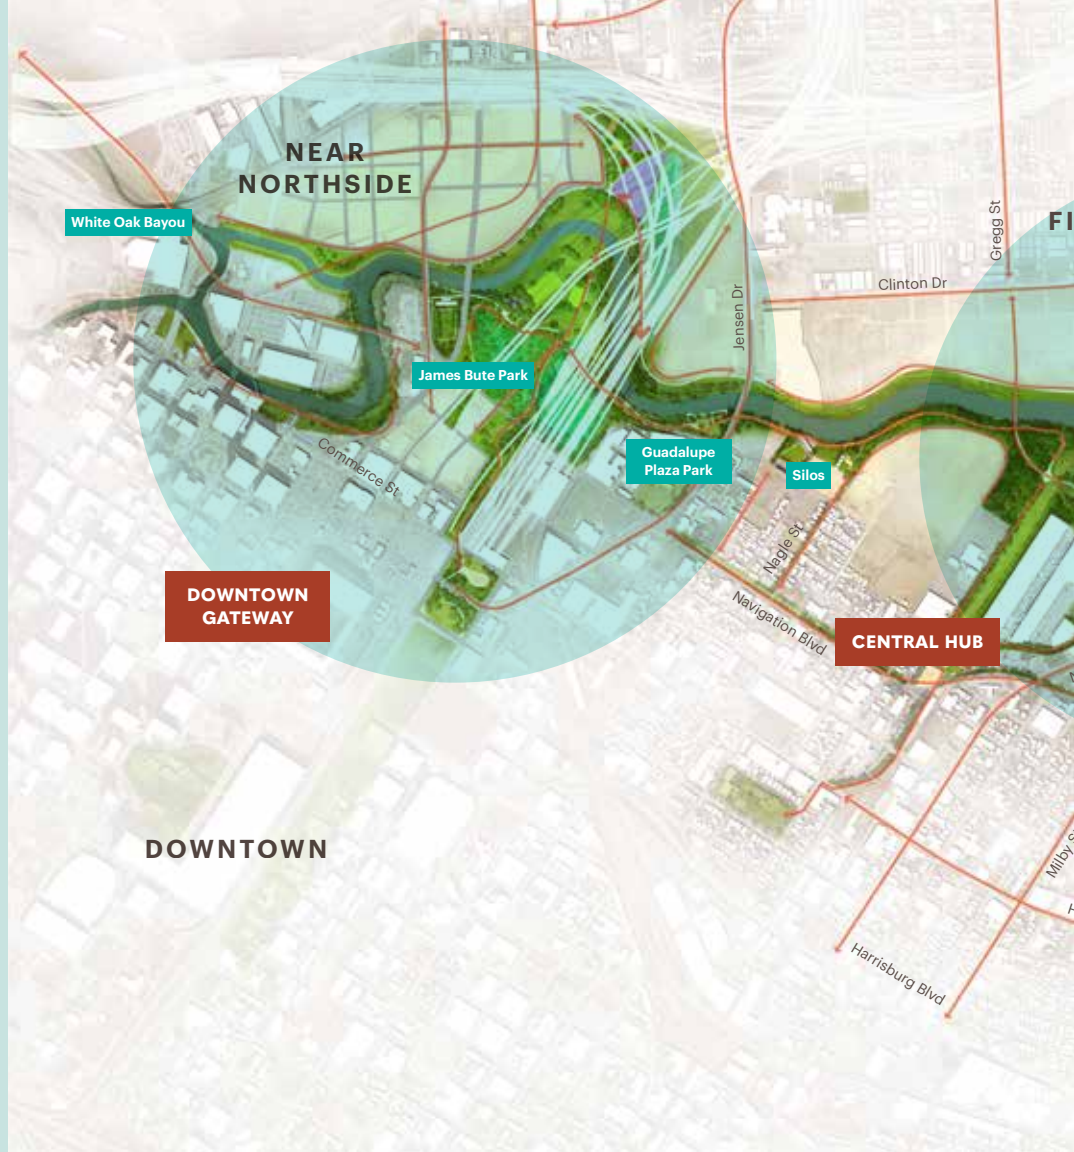 NEAR
NORTHSIDE
White Oak Bayou
Gregg St
FI
Clinton Dr
Jensen Dr
James Bute Park
Commerce St
Guadalupe
Plaza Park
Silos
Nagle St
DOWNTOWN
GATEWAY
Navigation Blvd
CENTRAL HUB
DOWNTOWN
Milby S
H
Harrisburg Blvd